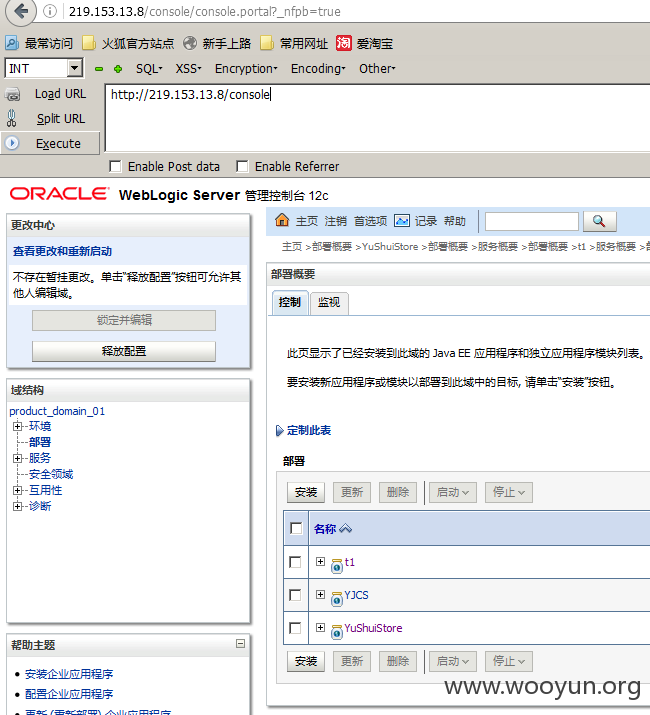 219.153.13.8/console/console.portal?_nfpb=true
最常访问 火狐官方站点 新手上路 常用网址 淘 爱淘宝
INT SQL XSS Encryption Encoding Other
Load URL http://219.153.13.8/console
Split URL
Execute
Enable Post data Enable Referrer
ORACLE WebLogic Server 管理控制台 12c
更改中心
查看更改和重新启动
不存在暂挂更改。单击“释放配置”按钮可允许其
他人编辑域。
锁定并编辑
释放配置
域结构
product_domain_01
环境
部署
服务
安全领域
互用性
诊断
帮助主题
安装企业应用程序
配置企业应用程序
更新(重新部署)企业应用程序
主页 注销 首选项 记录 帮助
主页 >部署概要 >YuShuiStore >部署概要 >服务概要 >部署概要 >t1 >服务概要 >
部署概要
控制 监视
此页显示了已经安装到此域的 Java EE 应用程序和独立应用程序模块列表。
要安装新应用程序或模块以部署到此域中的目标, 请单击“安装”按钮。
定制此表
部署
安装 更新 删除 启动 停止
名称
t1
YJCS
YuShuiStore
安装 更新 删除 启动 停止
www.wooyun.org